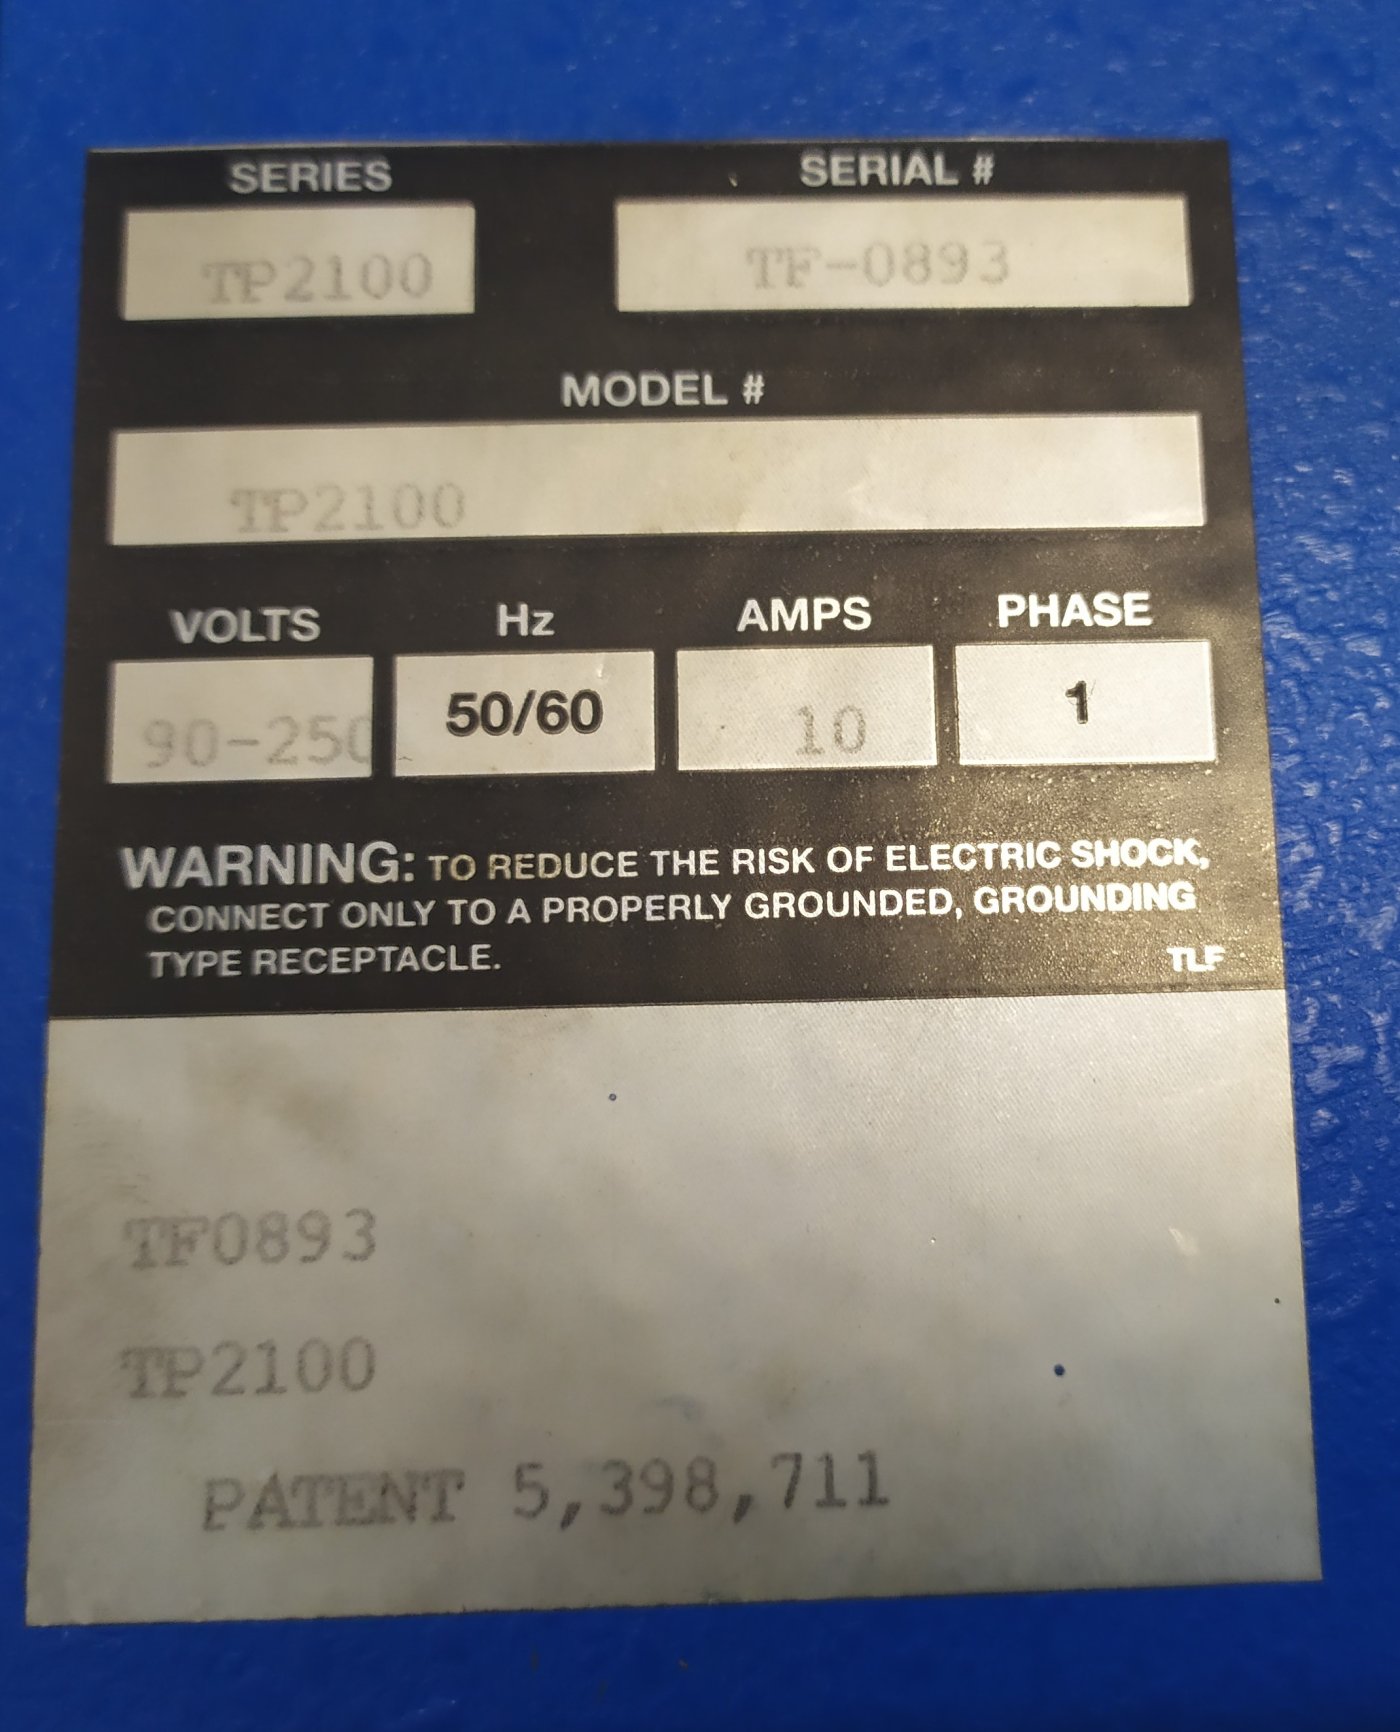 SERIES SERIAL #
TP2100 TF-0893
MODEL #
TP2100
VOLTS Hz AMPS PHASE
90-250 50/60 10 1
WARNING: TO REDUCE THE RISK OF ELECTRIC SHOCK,
CONNECT ONLY TO A PROPERLY GROUNDED, GROUNDING
TYPE RECEPTACLE. TLF
TF0893
TP2100
PATENT 5,398,711